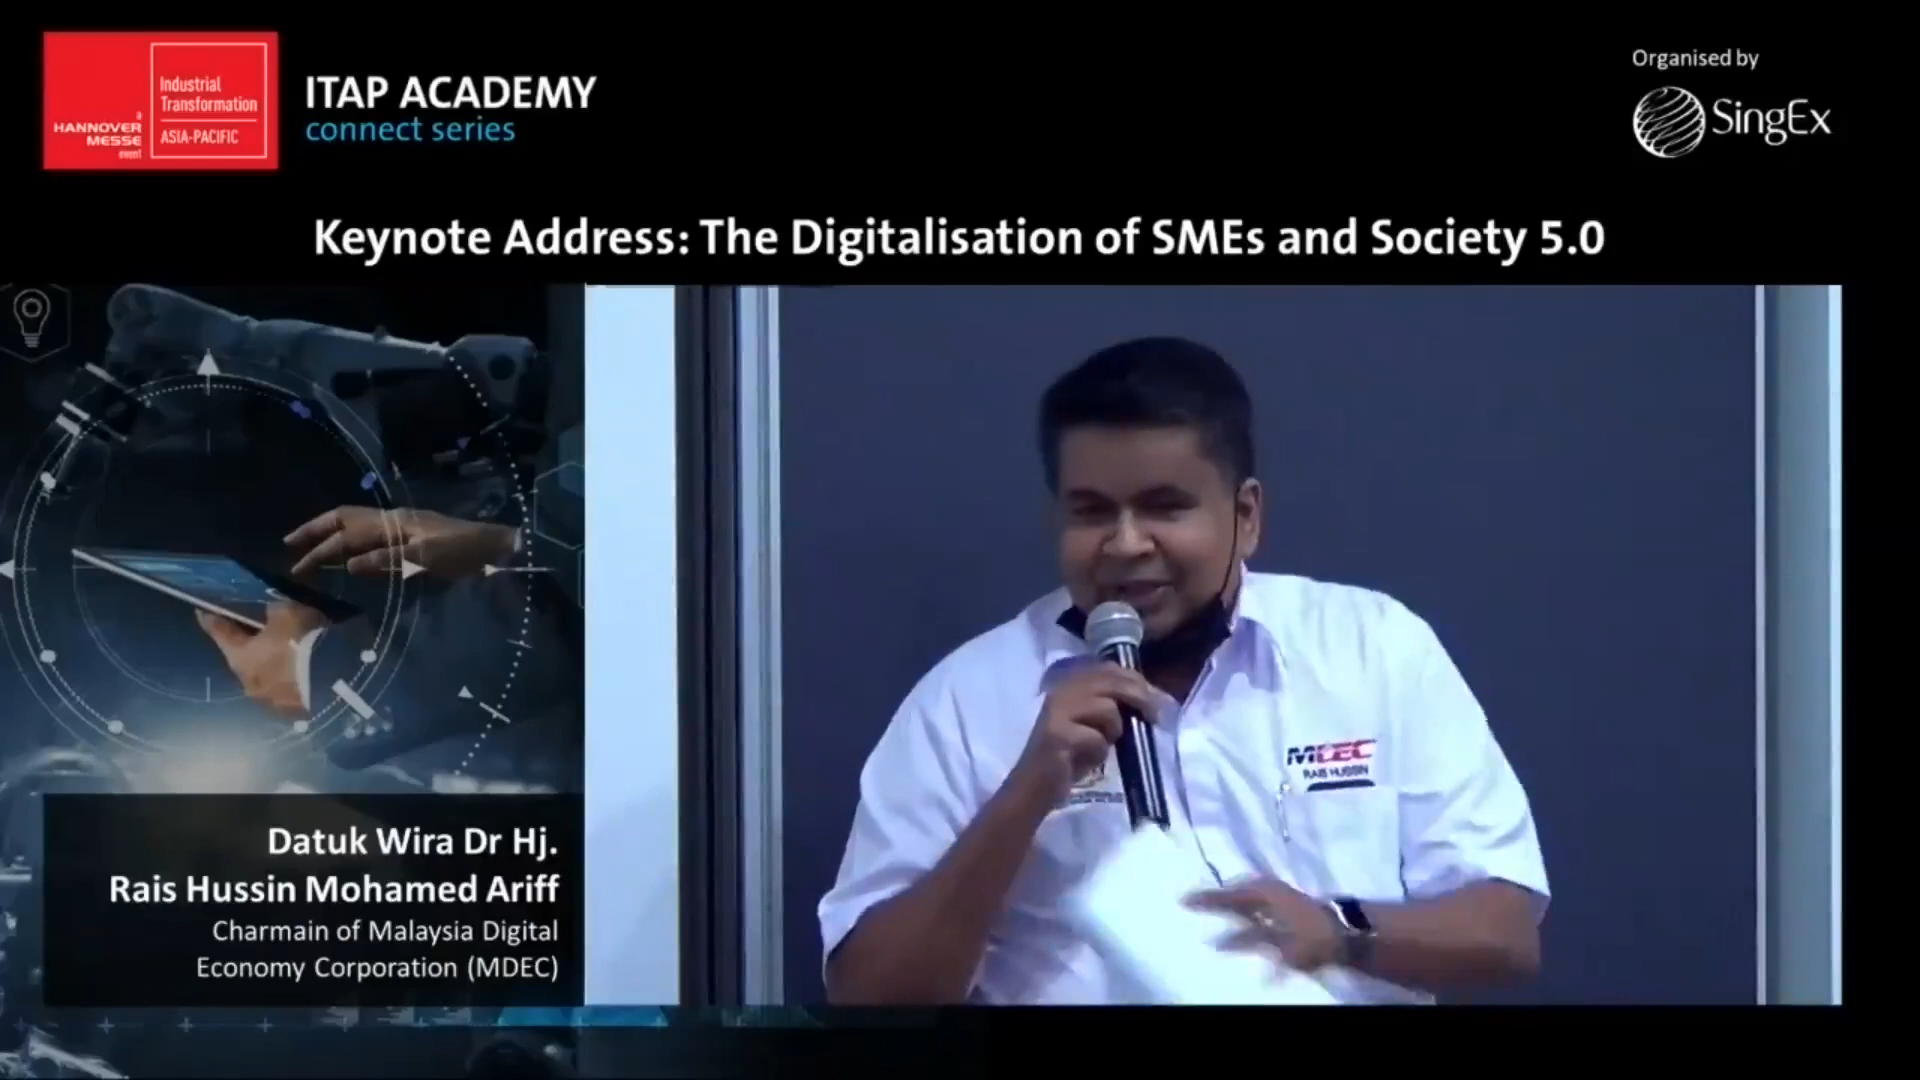 a
HANNOVER
MESSE
event
Industrial
Transformation
ASIA-PACIFIC
ITAP ACADEMY
connect series
Organised by
SingEx
Keynote Address: The Digitalisation of SMEs and Society 5.0
MDEC
RAIS HUSSIN
Datuk Wira Dr Hj.
Rais Hussin Mohamed Ariff
Charmain of Malaysia Digital
Economy Corporation (MDEC)